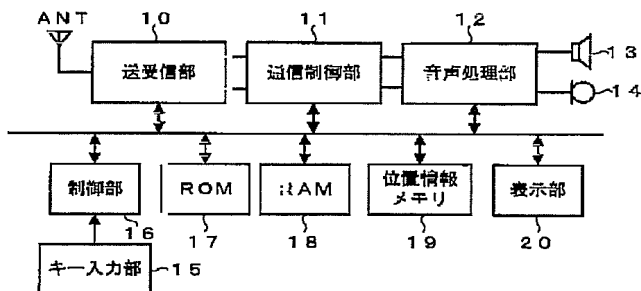 ANT
10
11
12
送受信部
通信制御部
音声処理部
13
14
制御部
ROM
RAM
位置情報
メモリ
表示部
16
17
18
19
20
キー入力部
15